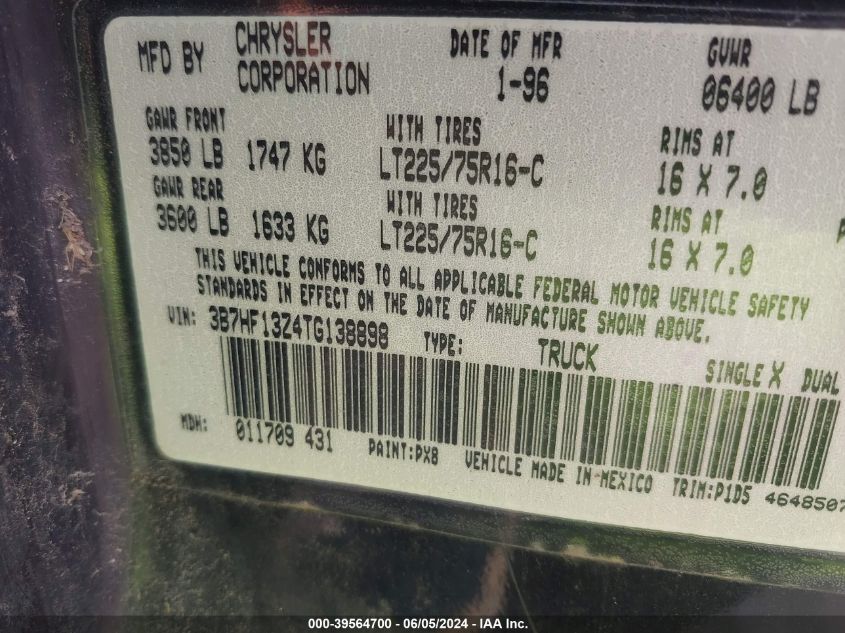 MFD BY CHRYSLER CORPORATION DATE OF MFR 1-96 GVWR 06400 LB
GAWR FRONT WITH TIRES RIMS AT
3850 LB 1747 KG LT225/75R16-C 16 X 7.0
GAWR REAR WITH TIRES RIMS AT
3600 LB 1633 KG LT225/75R16-C 16 X 7.0
THIS VEHICLE CONFORMS TO ALL APPLICABLE FEDERAL MOTOR VEHICLE SAFETY
STANDARDS IN EFFECT ON THE DATE OF MANUFACTURE SHOWN ABOVE.
VIN: 3B7HF13Z4TG138898 TYPE: TRUCK SINGLE X DUAL
MDH: 011709 431 PAINT:PX8 VEHICLE MADE IN-MEXICO TRIM:P1D5 4648507
000-39564700 - 06/05/2024 - IAA Inc.